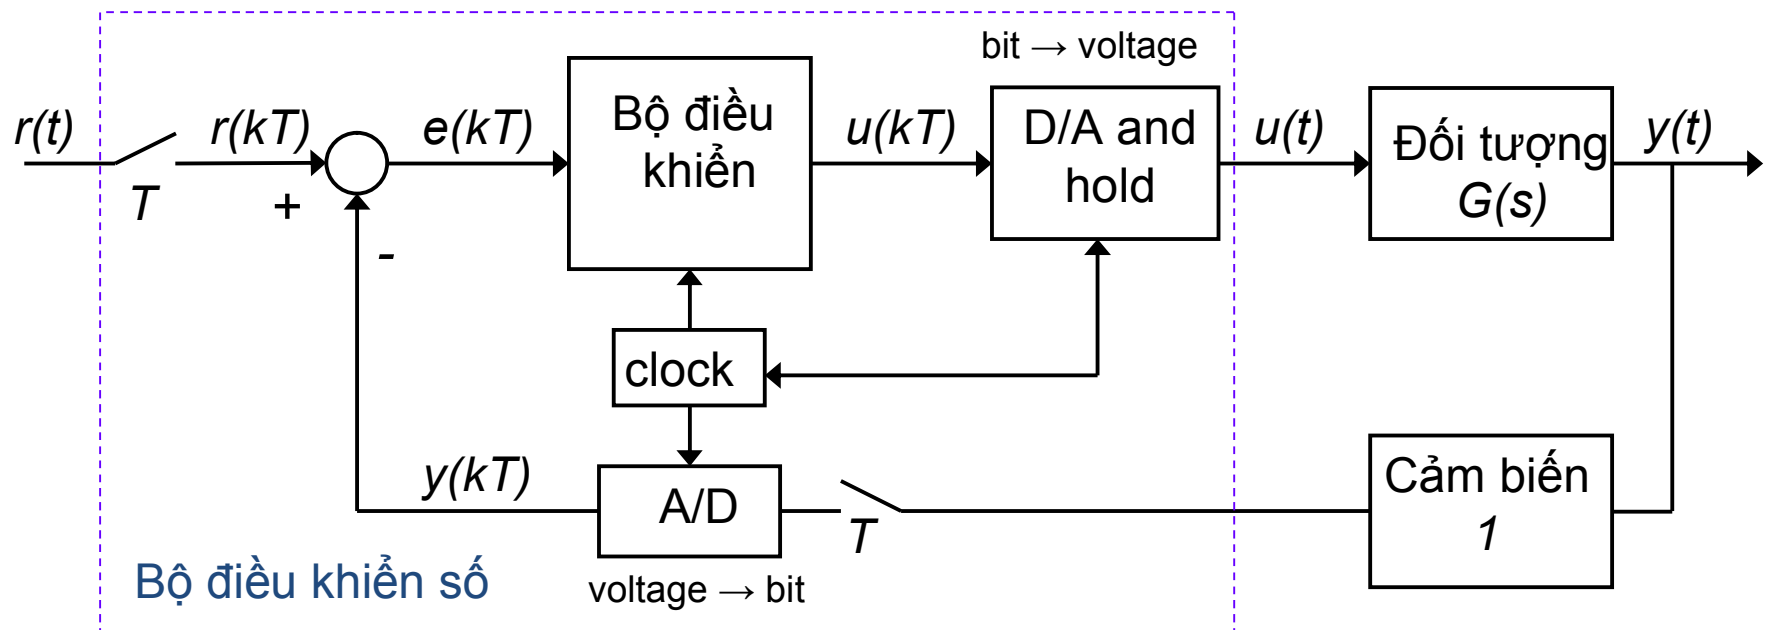 bit → voltage
r(t)
r(kT)
e(kT)
Bộ điều
khiển
u(kT)
D/A and
hold
u(t)
Đối tượng
G(s)
y(t)
T
+
-
clock
y(kT)
A/D
T
Cảm biến
1
Bộ điều khiển số
voltage → bit